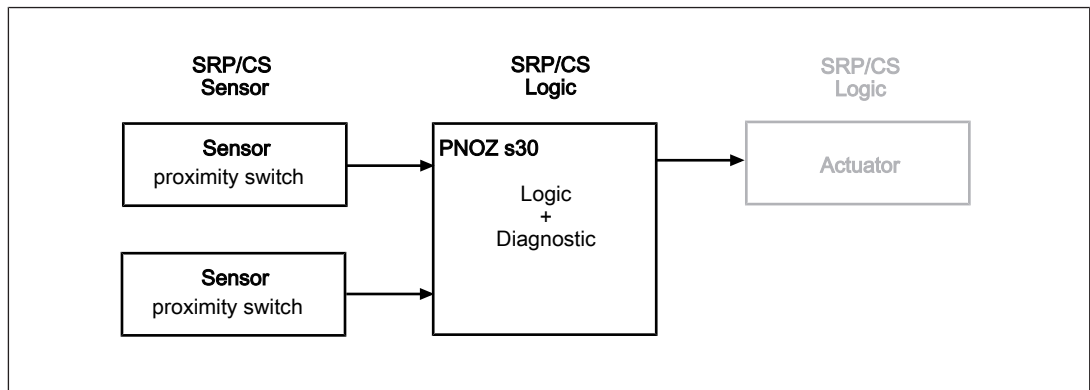 SRP/CS
Sensor
SRP/CS
Logic
SRP/CS
Logic
Sensor
proximity switch
PNOZ s30
Logic
+
Diagnostic
Actuator
Sensor
proximity switch